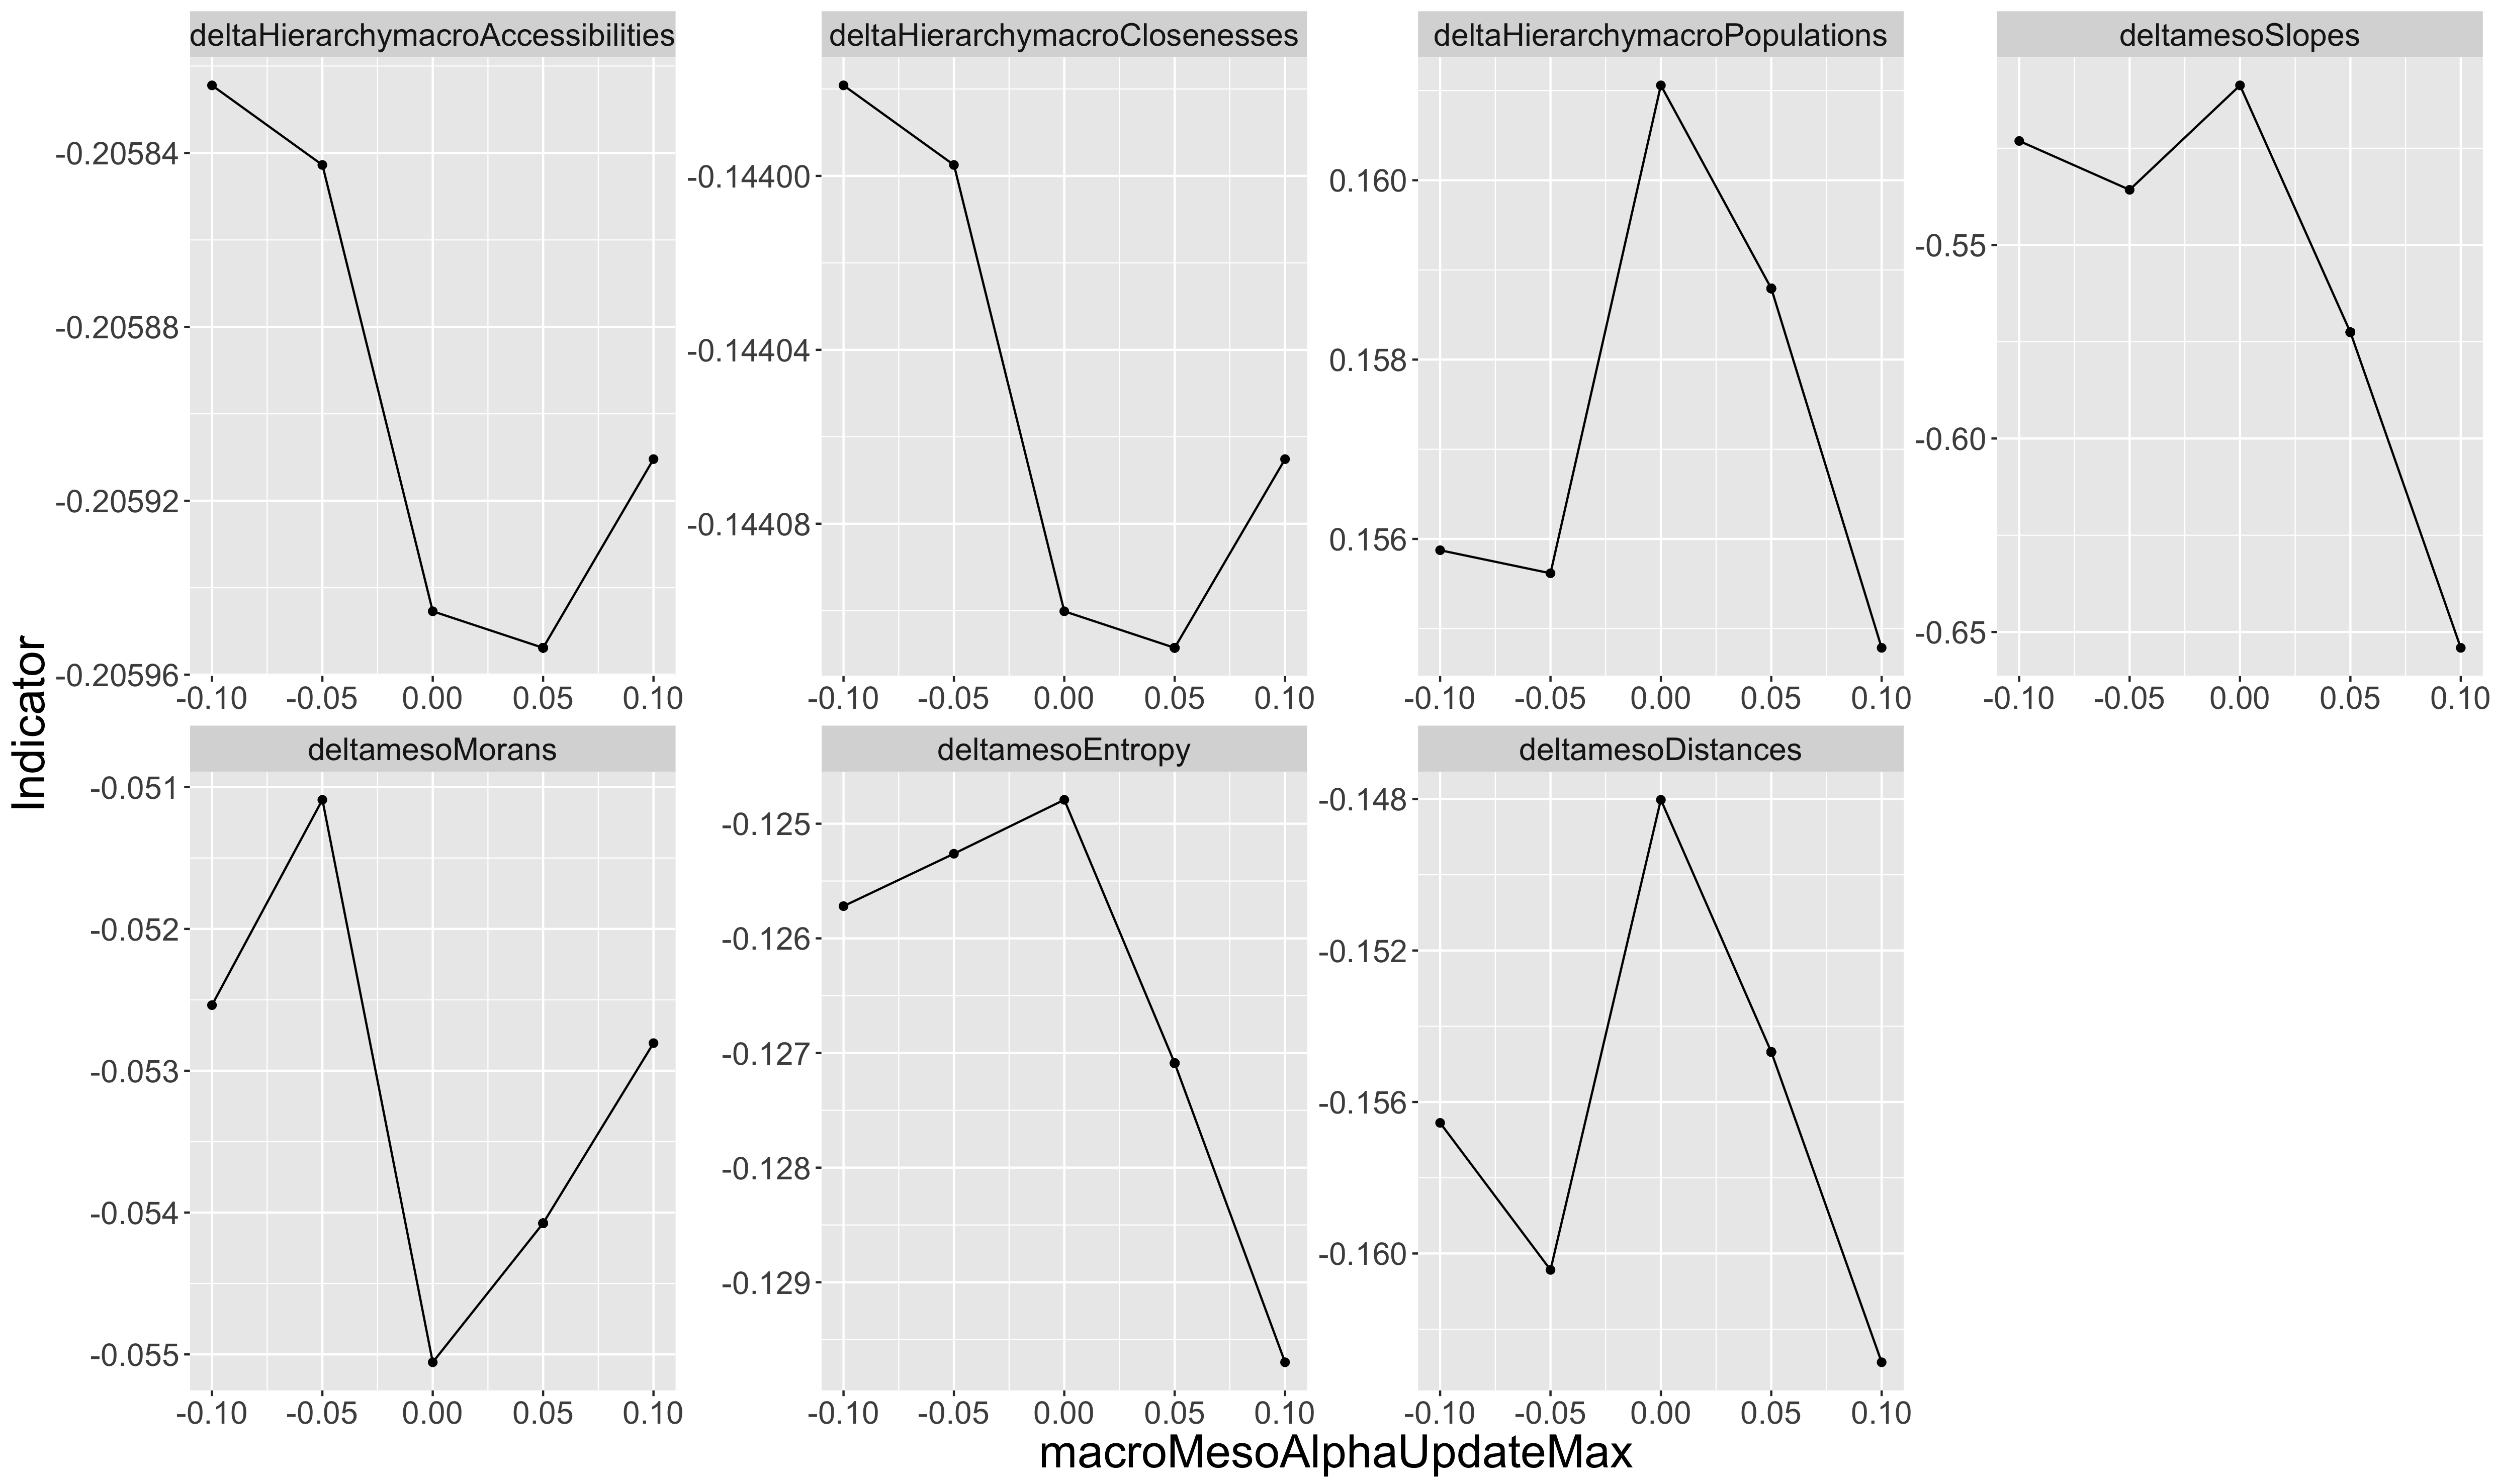 deltaHierarchymacroAccessibilities deltaHierarchymacroClosenesses deltaHierarchymacroPopulations deltamesoSlopes
-0.20584
-0.20588
-0.20592
-0.20596
-0.14400
-0.14404
-0.14408
0.160
0.158
0.156
-0.55
-0.60
-0.65
-0.10 -0.05 0.00 0.05 0.10
-0.10 -0.05 0.00 0.05 0.10
-0.10 -0.05 0.00 0.05 0.10
-0.10 -0.05 0.00 0.05 0.10
Indicator
deltamesoMorans deltamesoEntropy deltamesoDistances
-0.051
-0.052
-0.053
-0.054
-0.055
-0.125
-0.126
-0.127
-0.128
-0.129
-0.148
-0.152
-0.156
-0.160
-0.10 -0.05 0.00 0.05 0.10
-0.10 -0.05 0.00 0.05 0.10
-0.10 -0.05 0.00 0.05 0.10
macroMesoAlphaUpdateMax